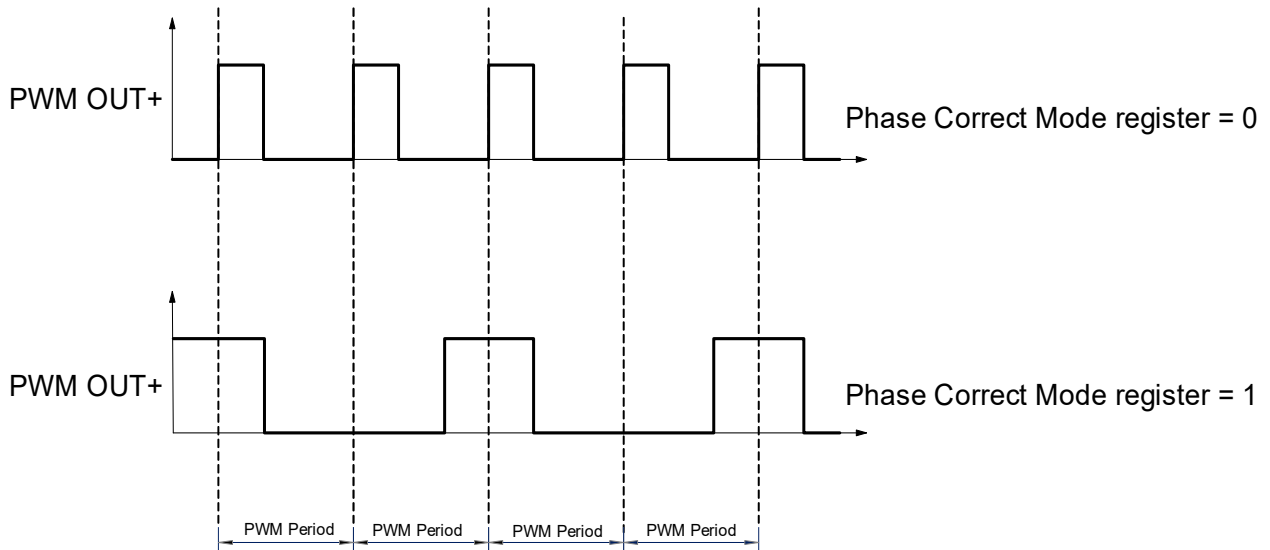 PWM OUT+
Phase Correct Mode register = 0
PWM OUT+
Phase Correct Mode register = 1
PWM Period
PWM Period
PWM Period
PWM Period